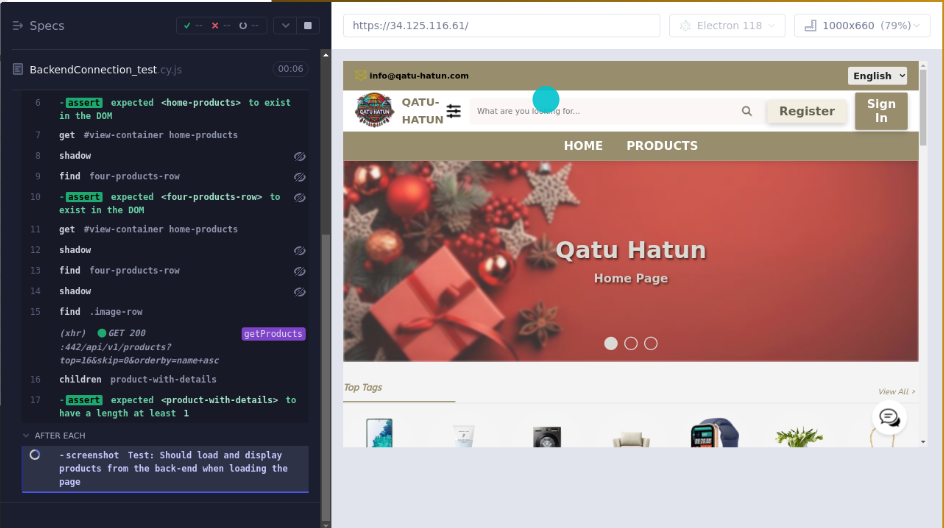 Specs
✓ -- ✗ -- --
BackendConnection_test.cy.js 00:06
6 -assert expected <home-products> to exist
in the DOM
7 get #view-container home-products
8 shadow
9 find four-products-row
10 -assert expected <four-products-row> to
exist in the DOM
11 get #view-container home-products
12 shadow
13 find four-products-row
14 shadow
15 find .image-row
(xhr) GET 200 getProducts
:442/api/v1/products?
top=16&skip=0&orderby=name+asc
16 children product-with-details
17 -assert expected <product-with-details> to
have a length at least 1
AFTER EACH
-screenshot Test: Should load and display
products from the back-end when loading the
page
https://34.125.116.61/
Electron 118
1000x660 (79%)
info@qatu-hatun.com
English
QATU HATUN
QATU-
HATUN
What are you looking for...
Register
Sign
In
HOME PRODUCTS
Qatu Hatun
Home Page
Top Tags
View All ›